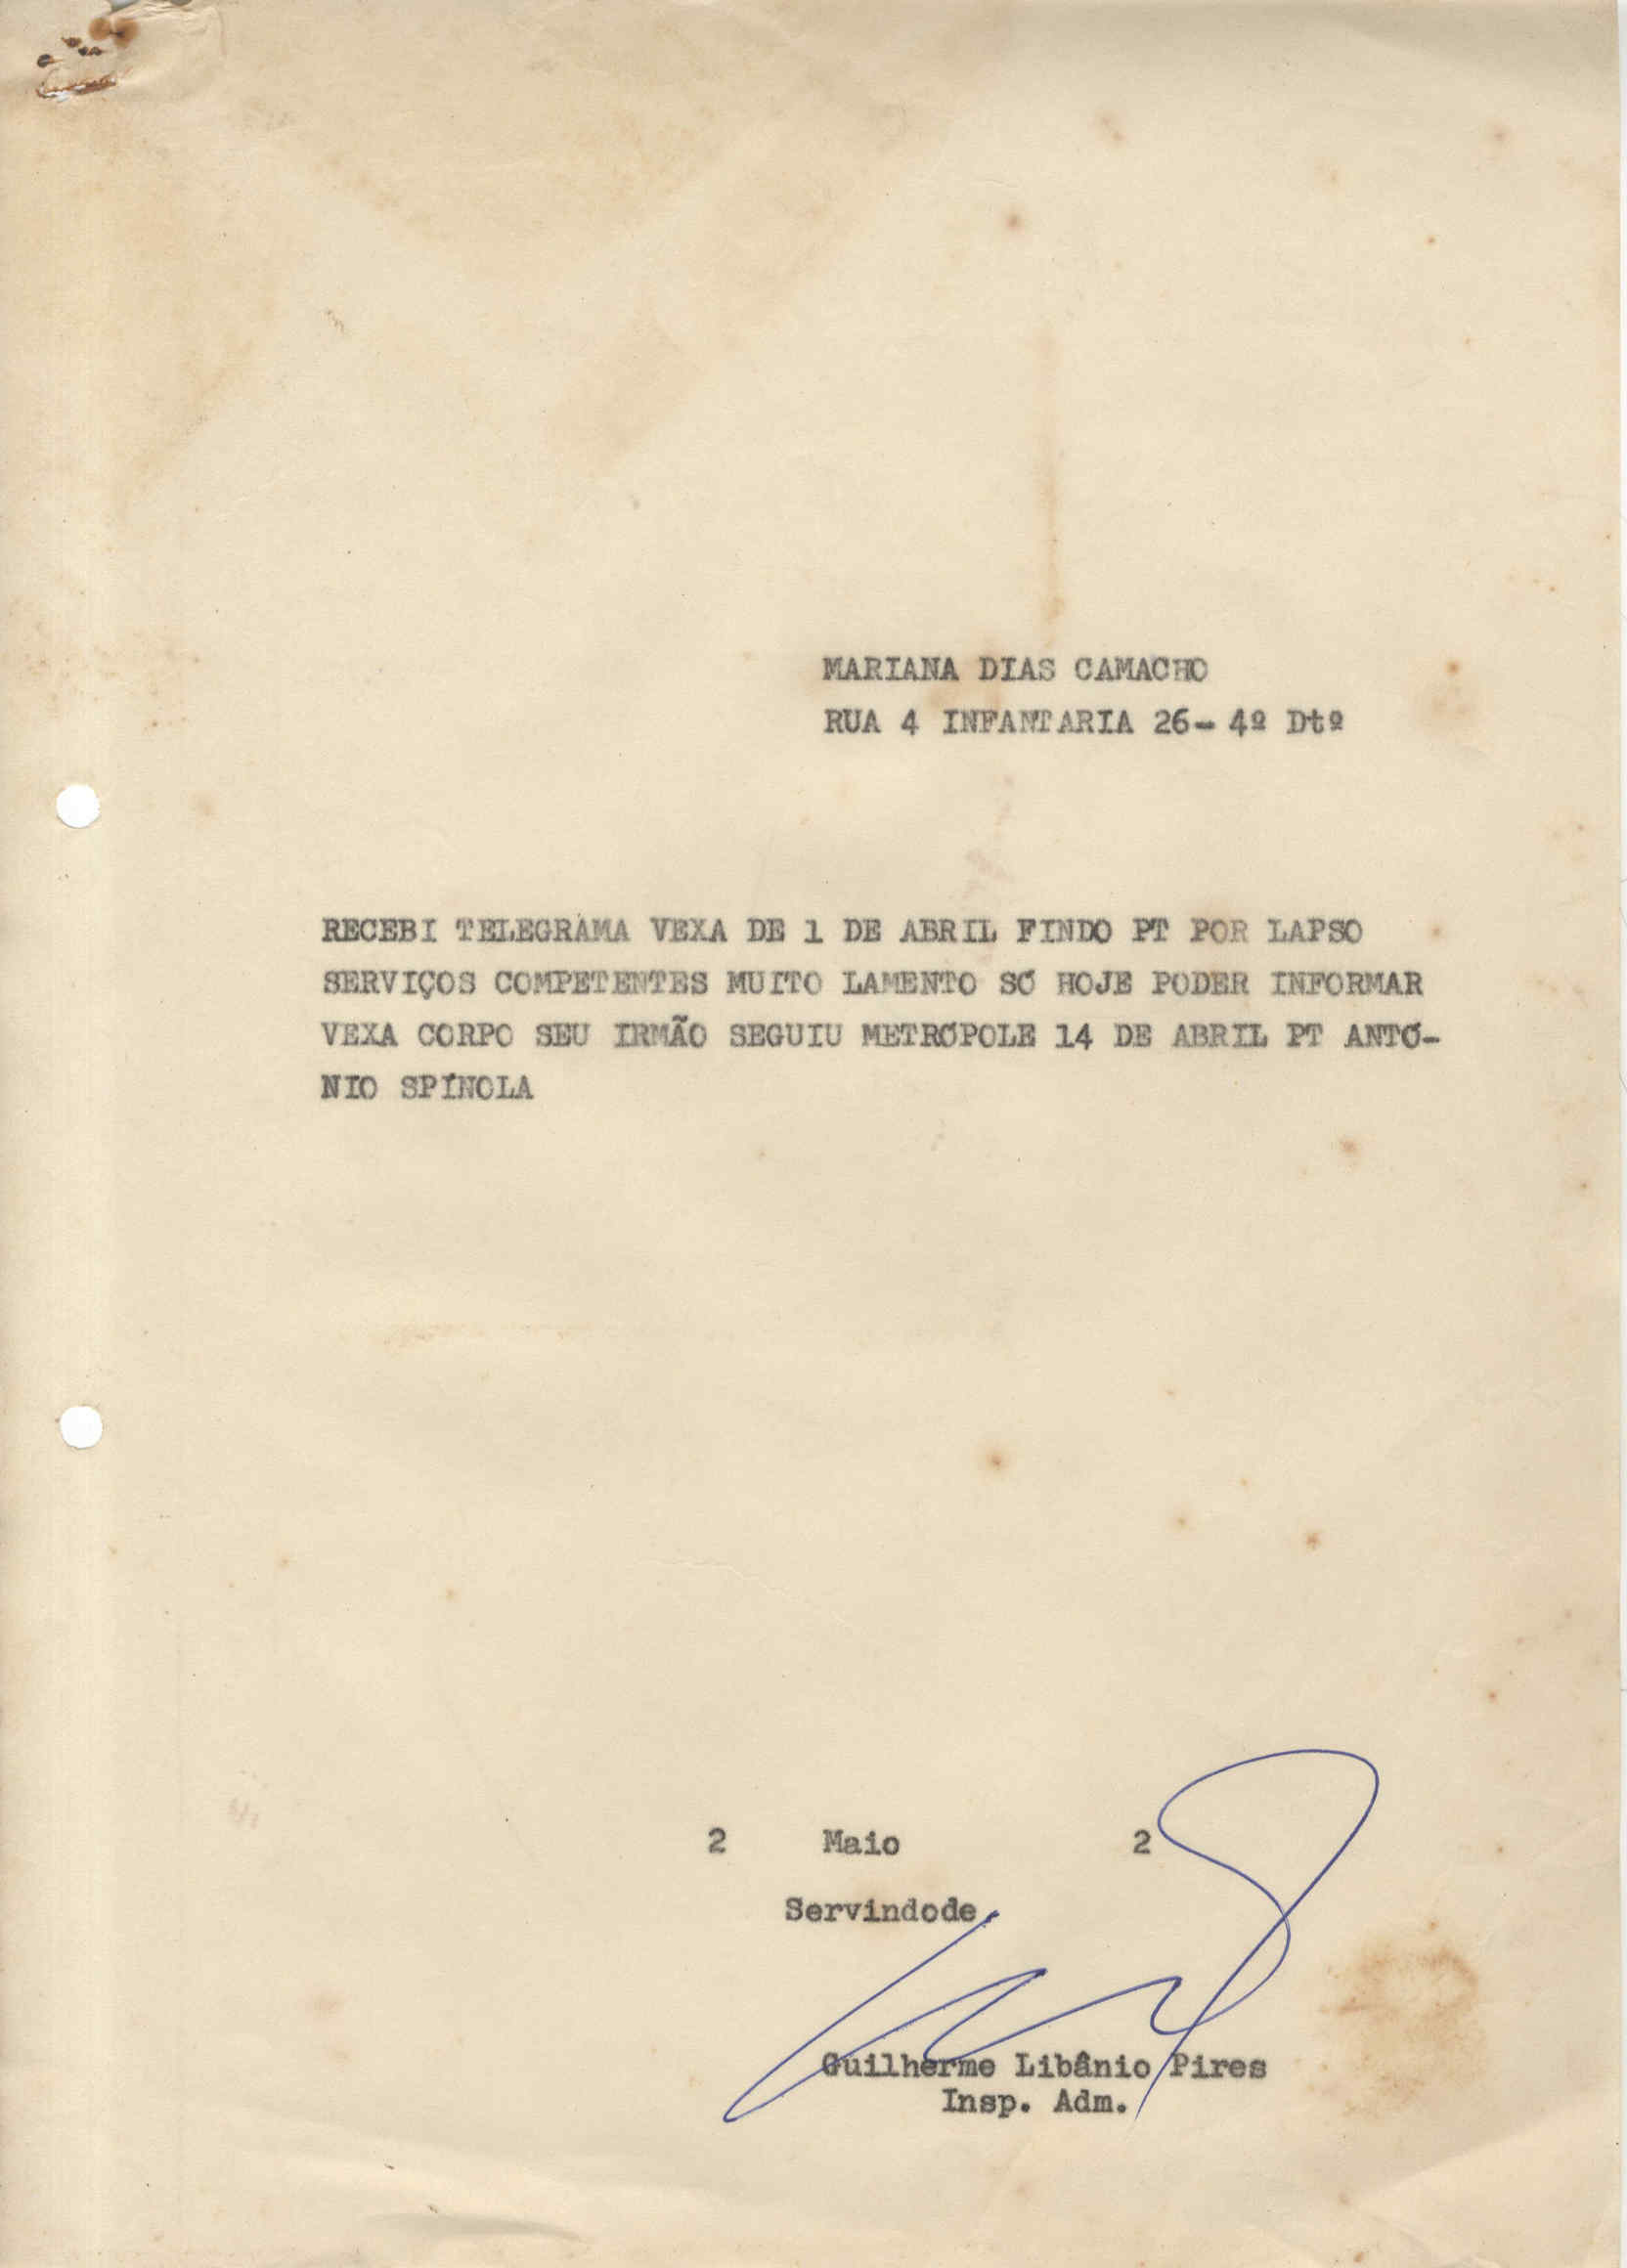 MARIANA DIAS CAMACHO
RUA 4 INFANTARIA 26- 4º Dtº
RECEBI TELEGRAMA VEXA DE 1 DE ABRIL FINDO PT POR LAPSO
SERVIÇOS COMPETENTES MUITO LAMENTO SÓ HOJE PODER INFORMAR
VEXA CORPO SEU IRMÃO SEGUIU METRÓPOLE 14 DE ABRIL PT ANTÓ-
NIO SPÍNOLA
2 Maio 2
Servindode,
Guilherme Libânio Pires
Insp. Adm.